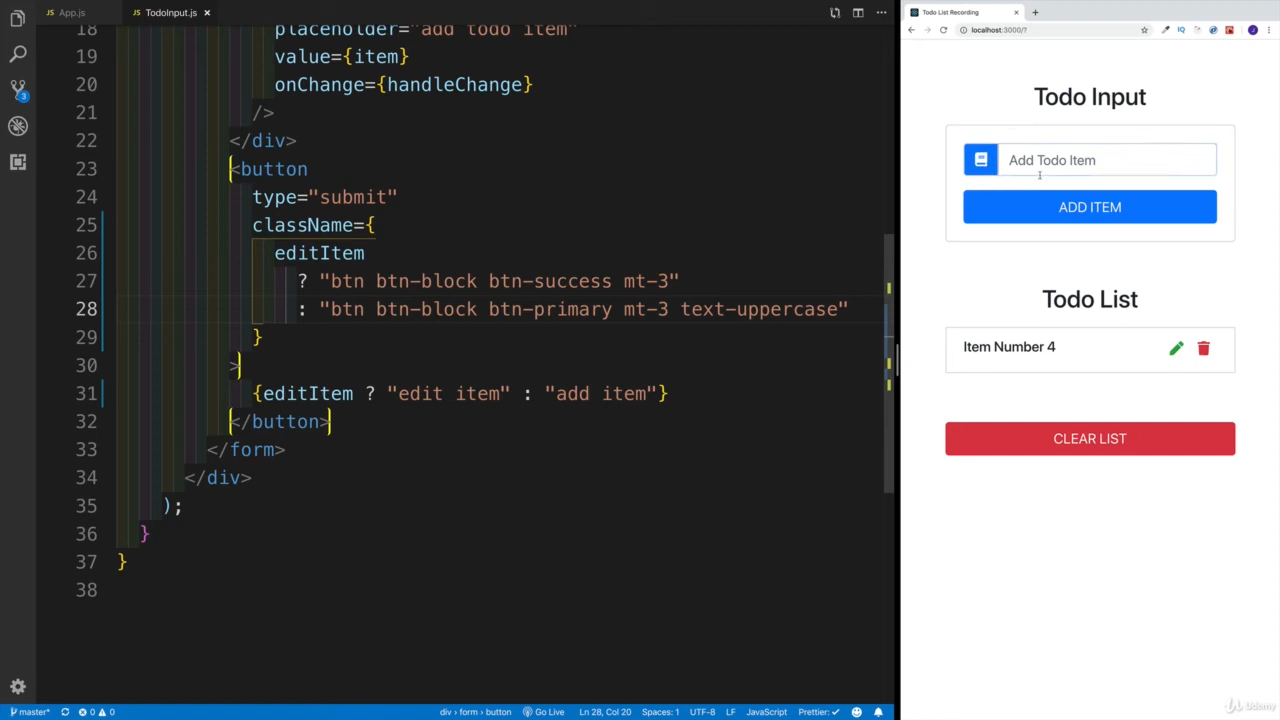 App.js
TodoInput.js
18 placeholder="add todo item"
19 value={item}
20 onChange={handleChange}
21 />
22 </div>
23 <button
24 type="submit"
25 className={
26 editItem
27 ? "btn btn-block btn-success mt-3"
28 : "btn btn-block btn-primary mt-3 text-uppercase"
29 }
30 >
31 {editItem ? "edit item" : "add item"}
32 </button>
33 </form>
34 </div>
35 );
36 }
37 }
38
3
master*
0 0
div › form › button
Go Live
Ln 28, Col 20
Spaces: 1
UTF-8
LF
JavaScript
Prettier: ✓
Todo List Recording
localhost:3000/?
IQ
J
Todo Input
Add Todo Item
ADD ITEM
Todo List
Item Number 4
CLEAR LIST
Udemy